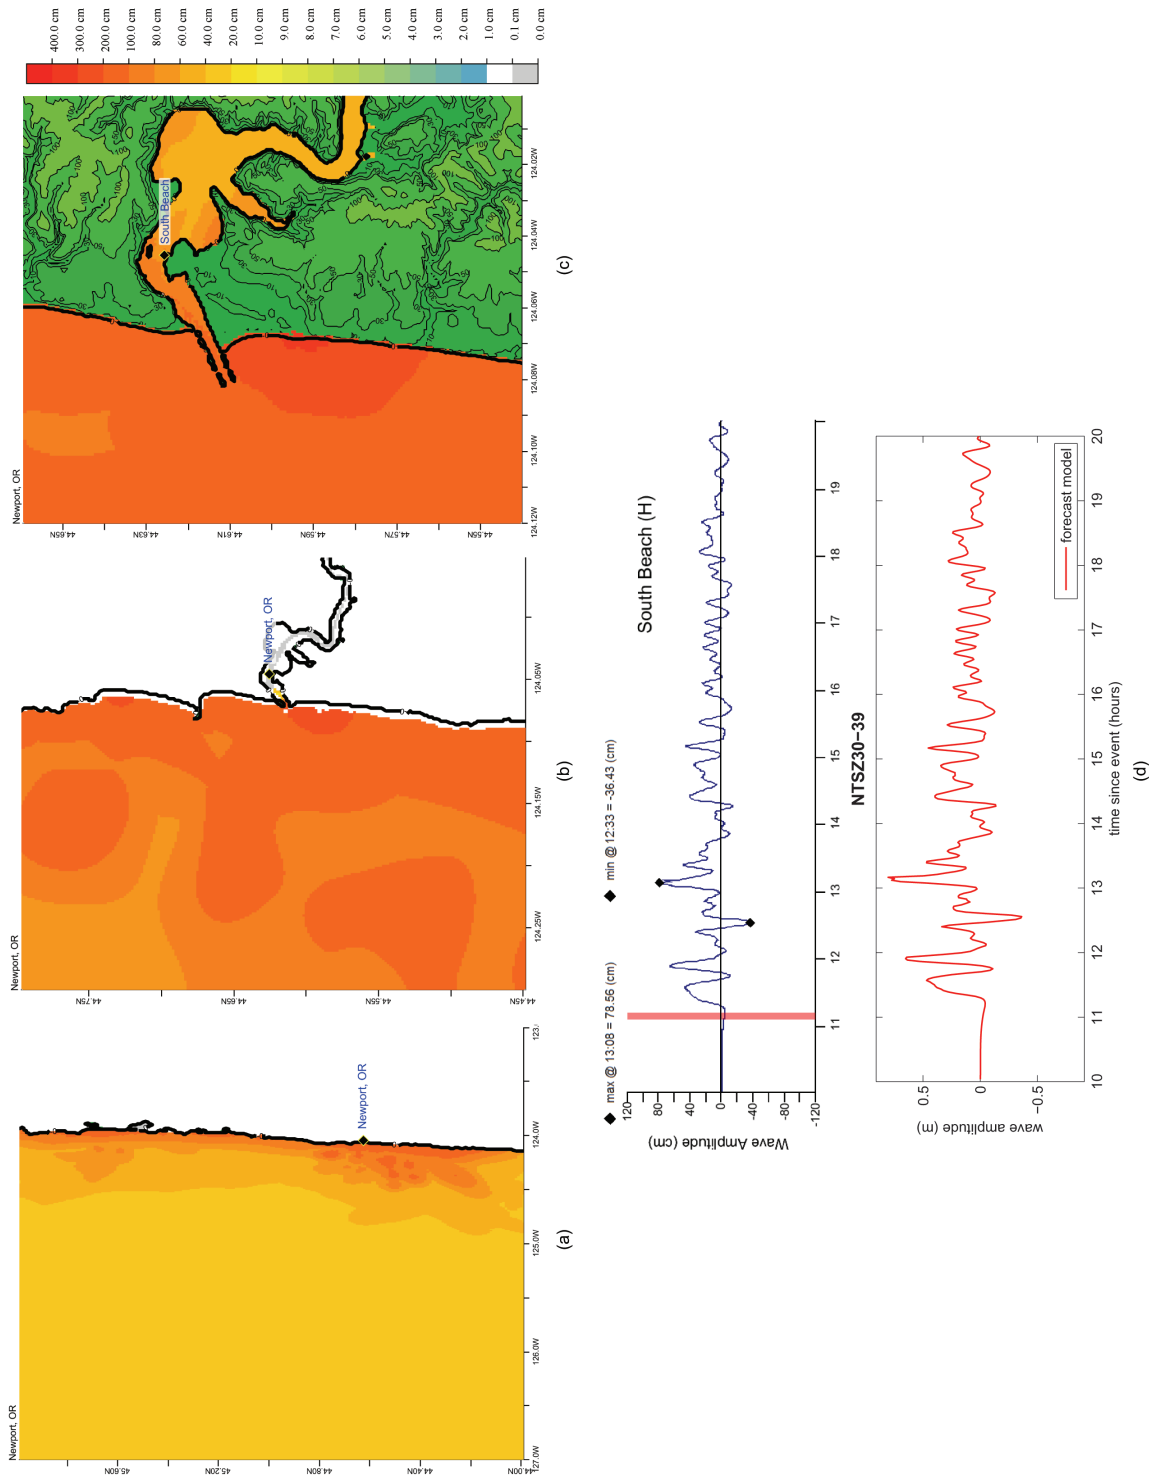 Newport, OR
45.60N
45.20N
44.80N
44.40N
44.00N
127.0W
126.0W
125.0W
124.0W
123.
Newport, OR
(a)
Newport, OR
44.75N
44.65N
44.55N
44.45N
124.25W
124.15W
124.05W
Newport, OR
(b)
Newport, OR
44.65N
44.63N
44.61N
44.59N
44.57N
44.55N
124.12W
124.10W
124.08W
124.06W
124.04W
124.02W
South Beach
(c)
400.0 cm
300.0 cm
200.0 cm
100.0 cm
80.0 cm
60.0 cm
40.0 cm
20.0 cm
10.0 cm
9.0 cm
8.0 cm
7.0 cm
6.0 cm
5.0 cm
4.0 cm
3.0 cm
2.0 cm
1.0 cm
0.1 cm
0.0 cm
max @ 13:08 = 78.56 (cm) min @ 12:33 = -36.43 (cm)
South Beach (H)
Wave Amplitude (cm)
120
80
40
0
-40
-80
-120
11 12 13 14 15 16 17 18 19
NTSZ30−39
wave amplitude (m)
0.5
0
−0.5
10 11 12 13 14 15 16 17 18 19 20
forecast model
time since event (hours)
(d)